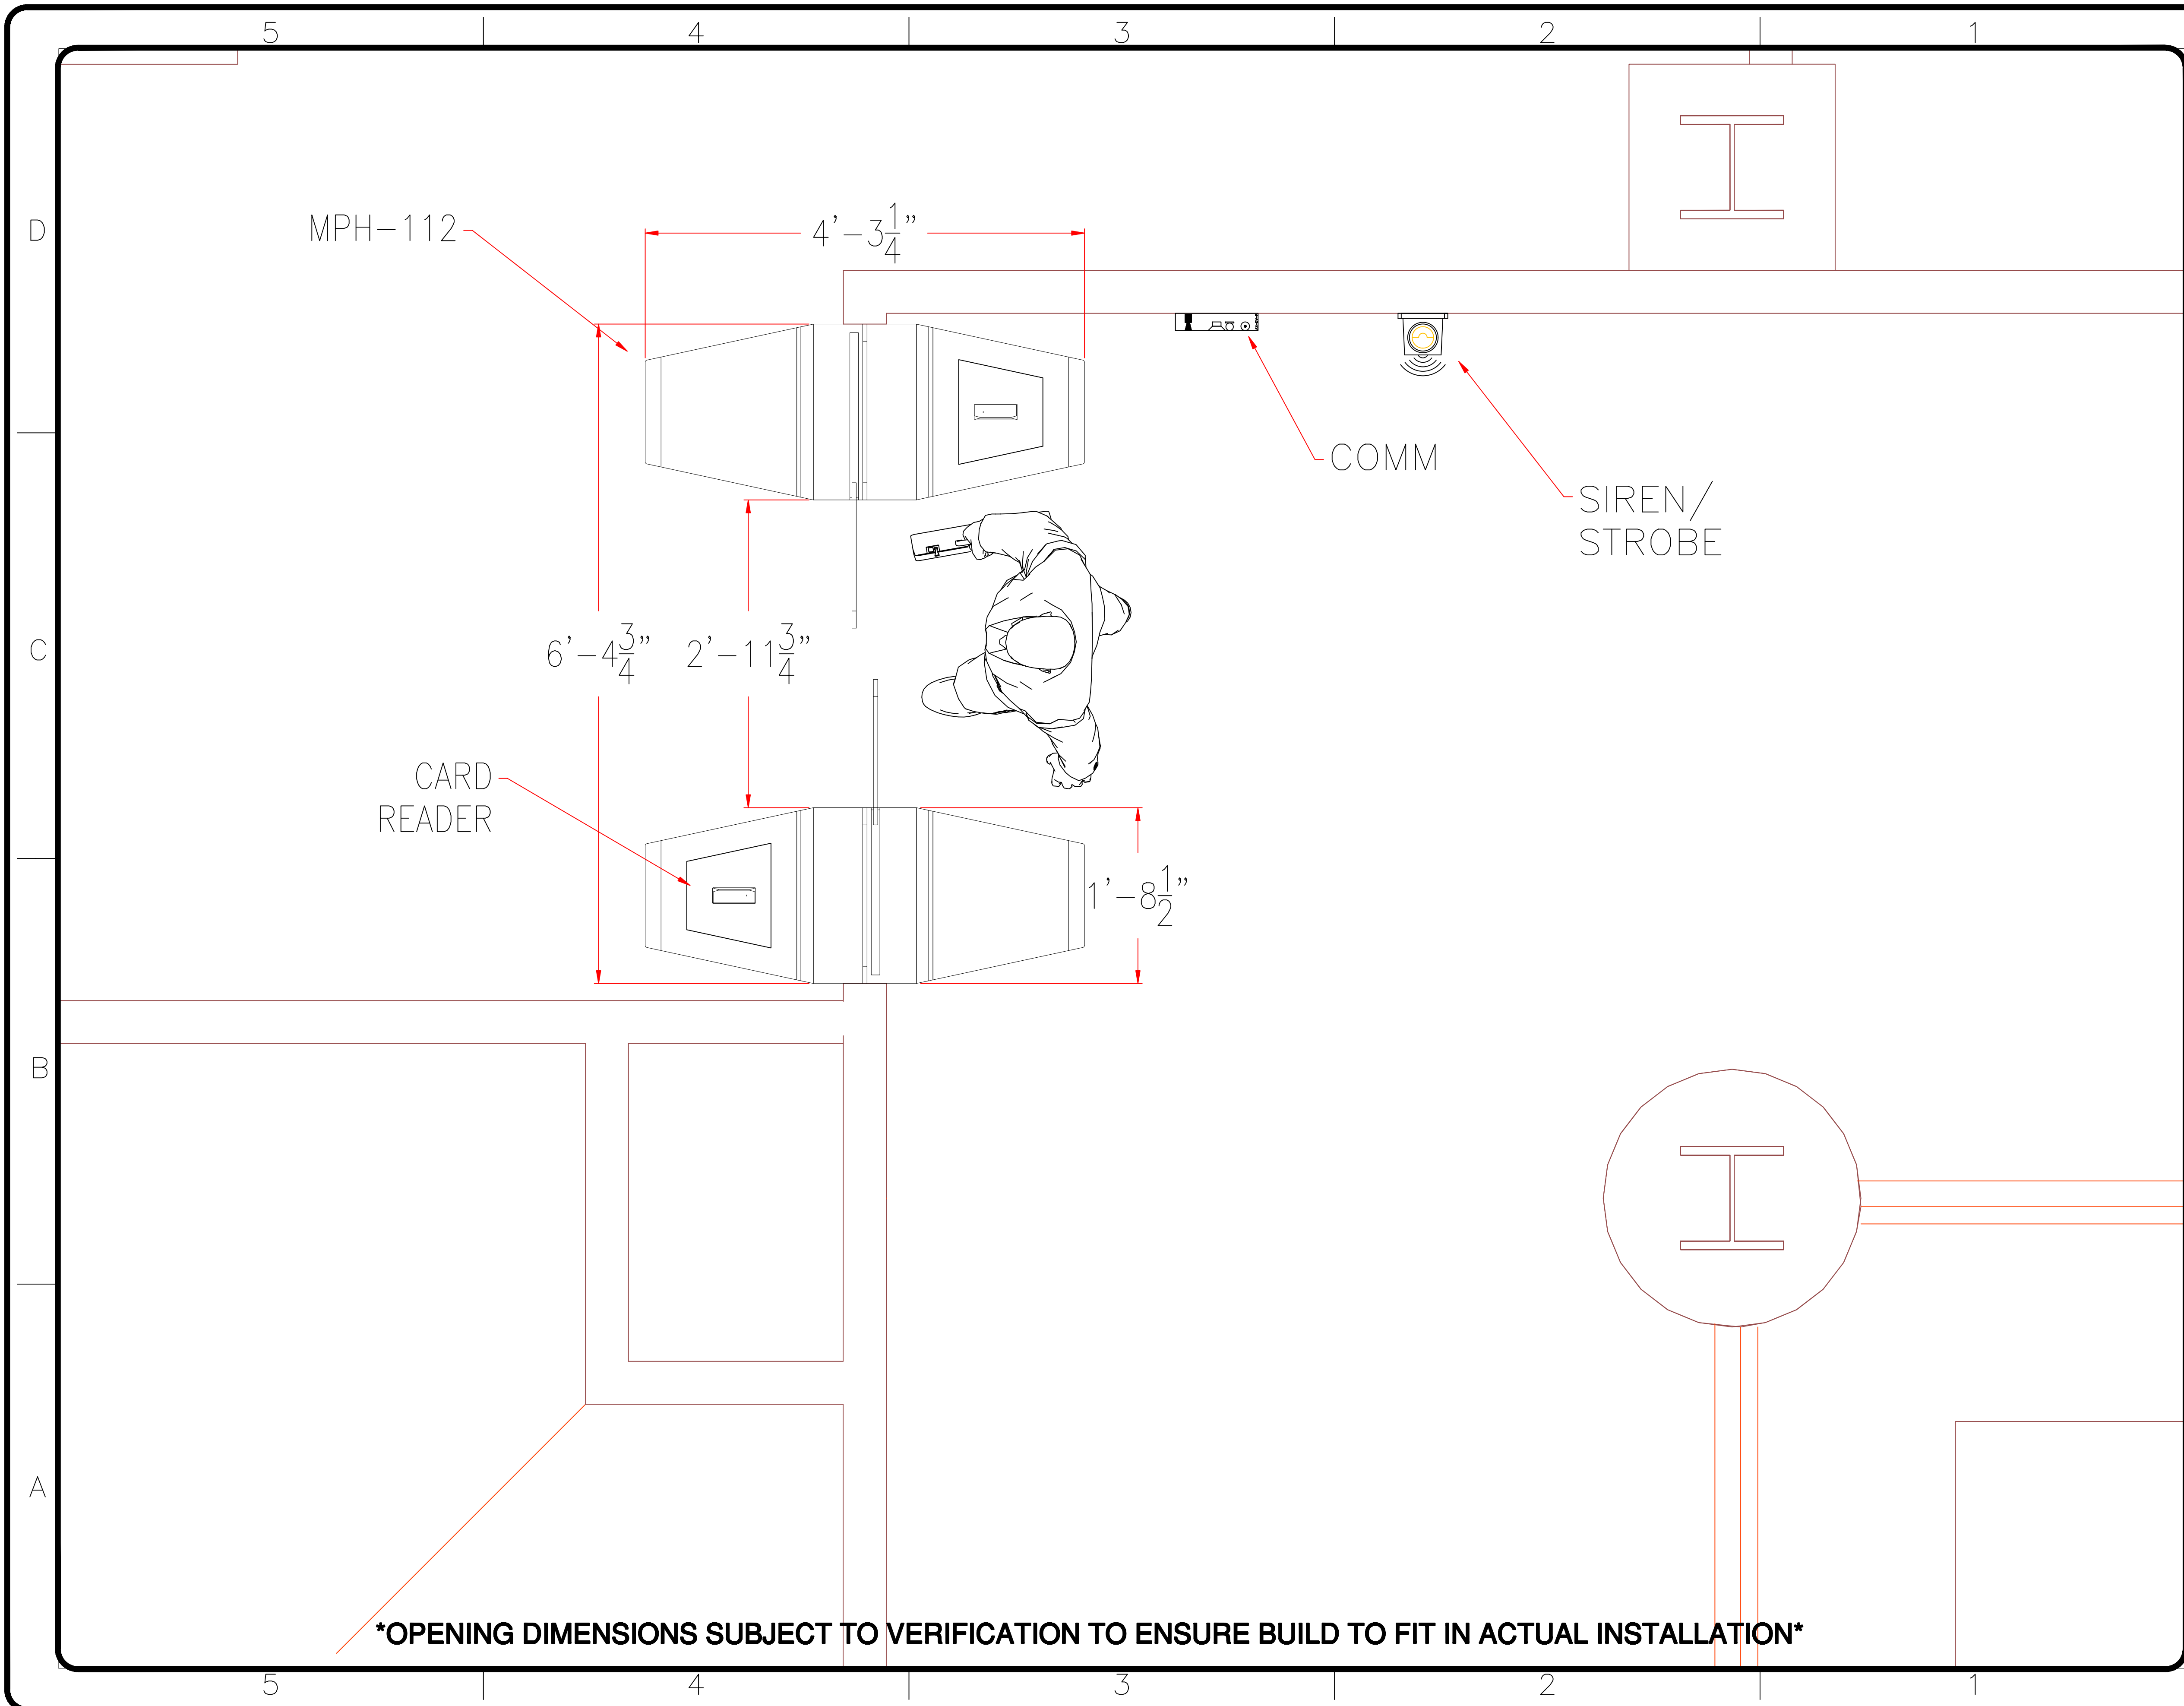 5 4 3 2 1
D
MPH-112
4'-3 1/4"
COMM
SIREN/
STROBE
C
6'-4 3/4" 2'-11 3/4"
CARD
READER
1'-8 1/2"
B
A
*OPENING DIMENSIONS SUBJECT TO VERIFICATION TO ENSURE BUILD TO FIT IN ACTUAL INSTALLATION*
5 4 3 2 1